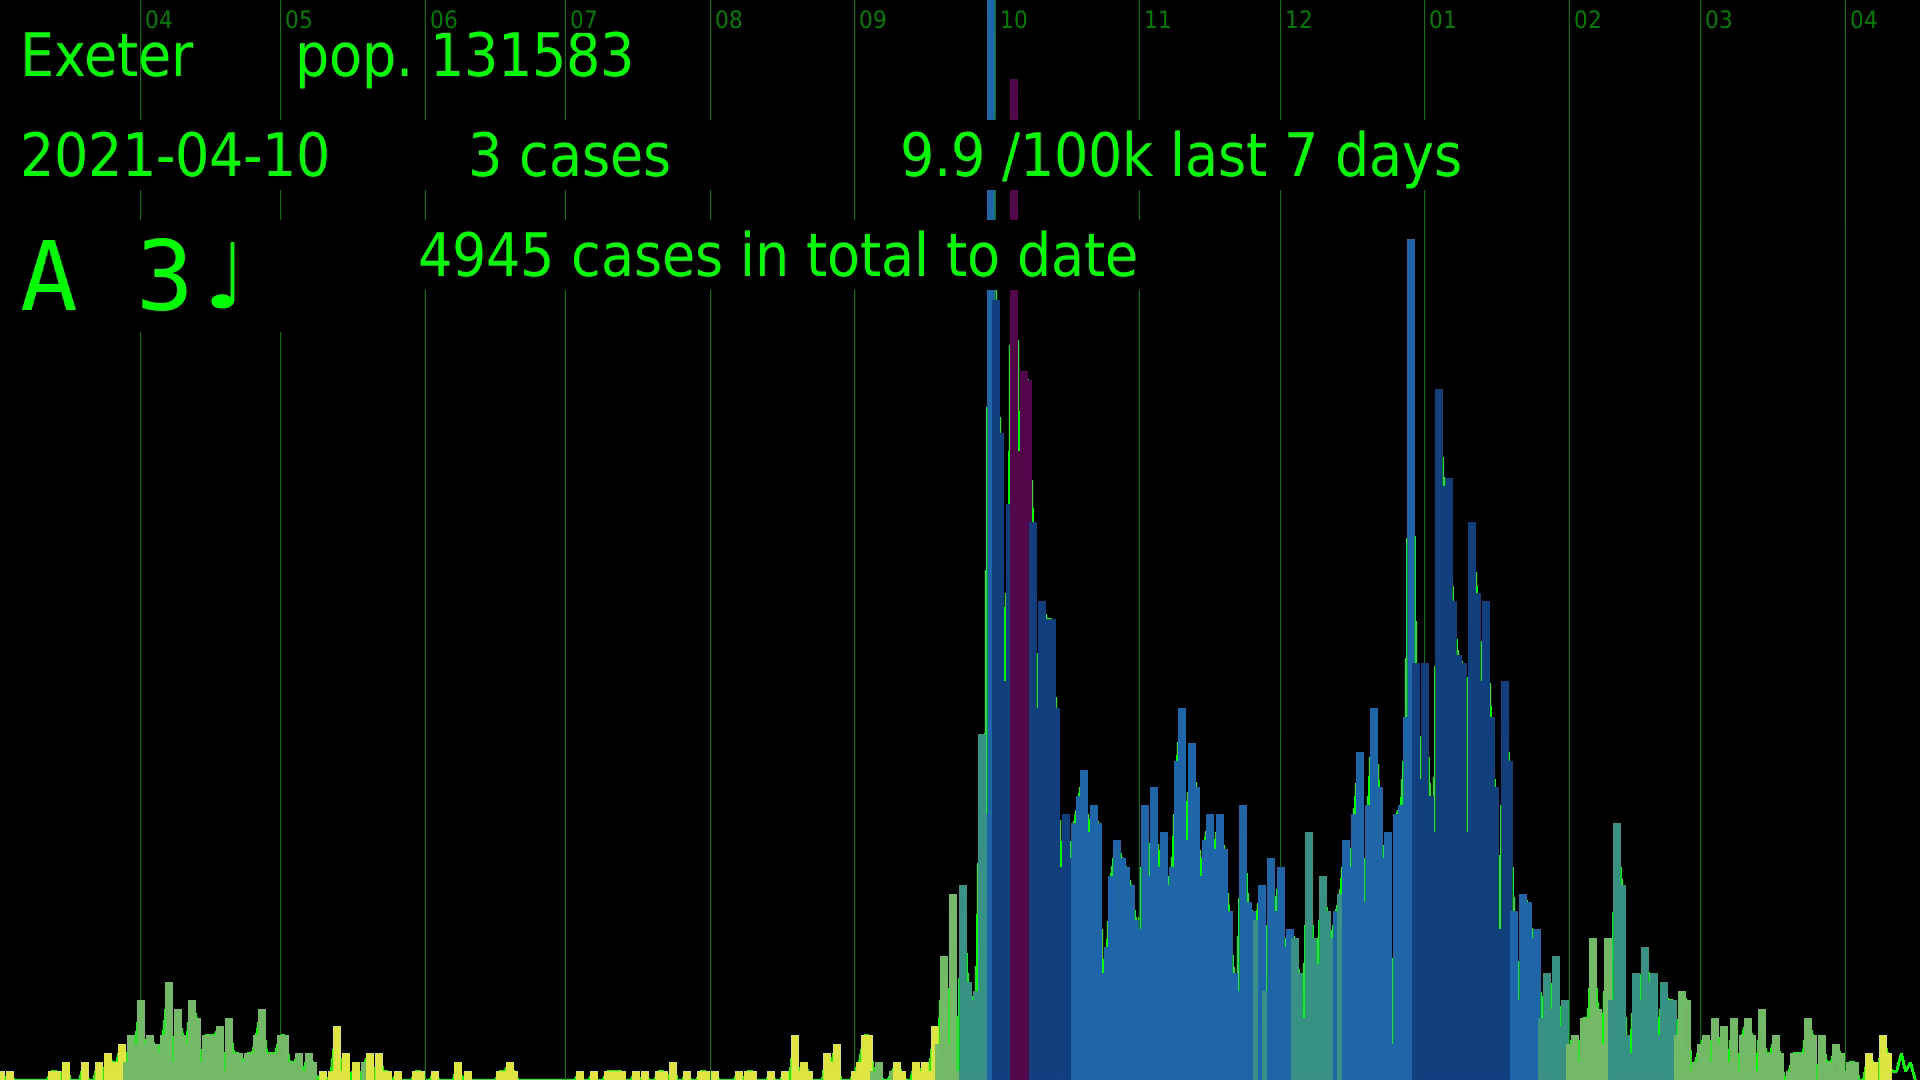 04 05 06 07 08 09 10 11 12 01 02 03 04
Exeter pop. 131583
2021-04-10 3 cases 9.9 /100k last 7 days
A 3♩ 4945 cases in total to date